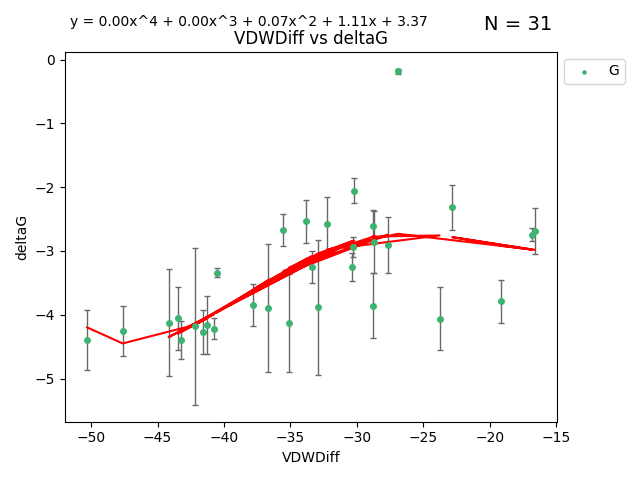 y = 0.00x^4 + 0.00x^3 + 0.07x^2 + 1.11x + 3.37
N = 31
VDWDiff vs deltaG
G
0
−1
−2
−3
−4
−5
deltaG
−50
−45
−40
−35
−30
−25
−20
−15
VDWDiff